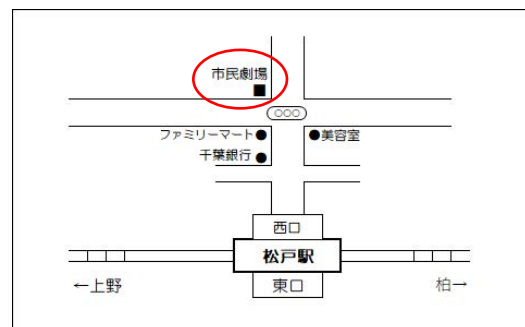 市民劇場
ファミリーマート
美容室
千葉銀行
西口
松戸駅
←上野
東口
柏→